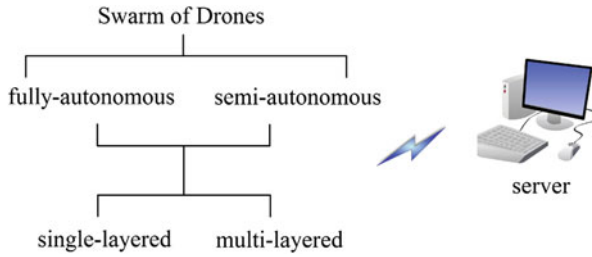 Swarm of Drones
fully-autonomous
semi-autonomous
single-layered
multi-layered
server